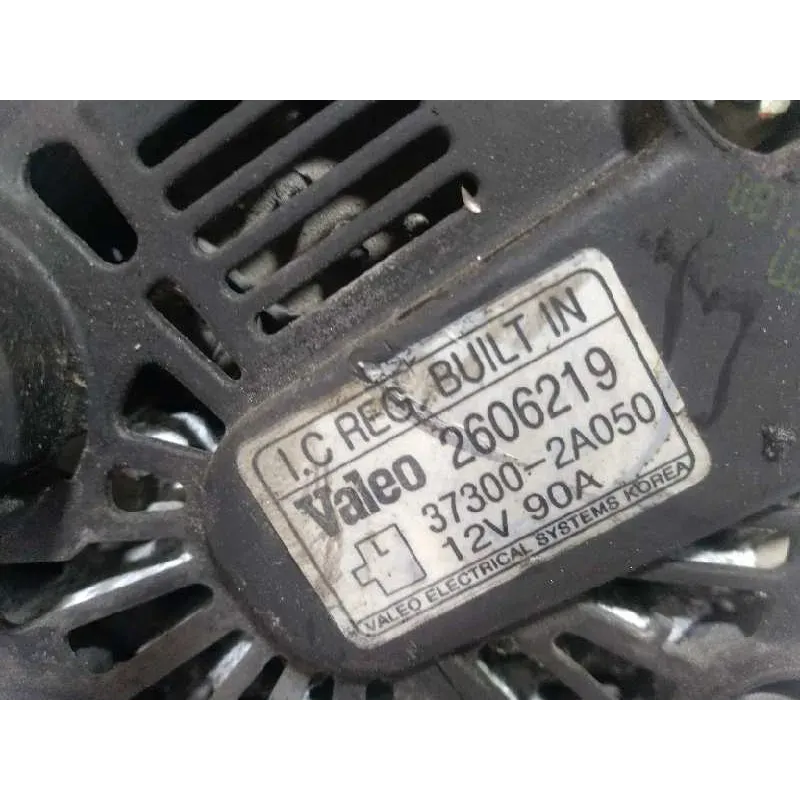 I.C REG. BUILT IN
Valeo 2606219
37300-2A050
L
12V 90A
VALEO ELECTRICAL SYSTEMS KOREA